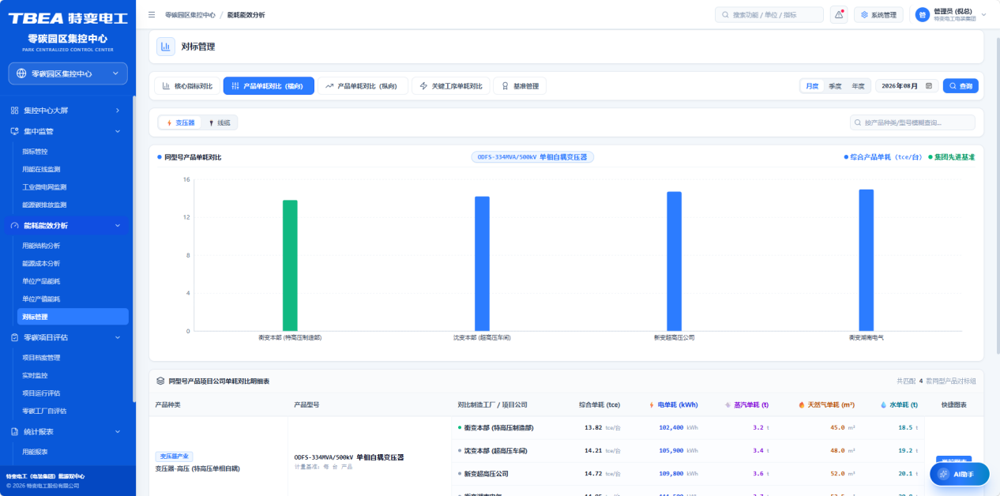 TBEA 特变电工
零碳园区集控中心
PARK CENTRALIZED CONTROL CENTER
零碳园区集控中心
集控中心大屏
集中监管
指标管控
用能在线监测
工业微电网监测
能源碳排放监测
能耗能效分析
用能结构分析
能源成本分析
单位产品能耗
单位产值能耗
对标管理
零碳项目评估
项目档案管理
实时监控
项目运行评估
零碳工厂自评估
统计报表
用能报表
特变电工（电装集团）能源双中心
© 2026 特变电工股份有限公司
零碳园区集控中心 / 能耗能效分析
搜索功能 / 单位 / 指标
系统管理
管
管理员 (倪总)
特变电工电装集团
对标管理
核心指标对比
产品单耗对比（横向）
产品单耗对比（纵向）
关键工序单耗对比
基准管理
月度 季度 年度
2026年08月
查询
变压器
线缆
按产品种类/型号模糊查询...
同型号产品单耗对比
ODFS-334MVA/500kV 单相自耦变压器
综合产品单耗 (tce/台) 集团先进基准
16
12
8
4
0
衡变本部 (特高压制造部) 沈变本部 (超高压车间) 新变超高压公司 衡变湖南电气
同型号产品项目公司单耗对比明细表
共匹配 4 款同型产品对标组
产品种类 产品型号 对比制造工厂 / 项目公司 综合单耗 (tce) 电单耗 (kWh) 蒸汽单耗 (t) 天然气单耗 (m³) 水单耗 (t) 快捷图表
衡变本部 (特高压制造部) 13.82 tce/台 102,400 kWh 3.2 t 45.0 m³ 18.5 t
沈变本部 (超高压车间) 14.21 tce/台 105,900 kWh 3.4 t 48.0 m³ 19.2 t
变压器产业
变压器-高压 (特高压单相自耦)
ODFS-334MVA/500kV 单相自耦变压器
计量基准: 每 台 产品
新变超高压公司 14.72 tce/台 109,800 kWh 3.6 t 52.0 m³ 20.1 t
AI助手